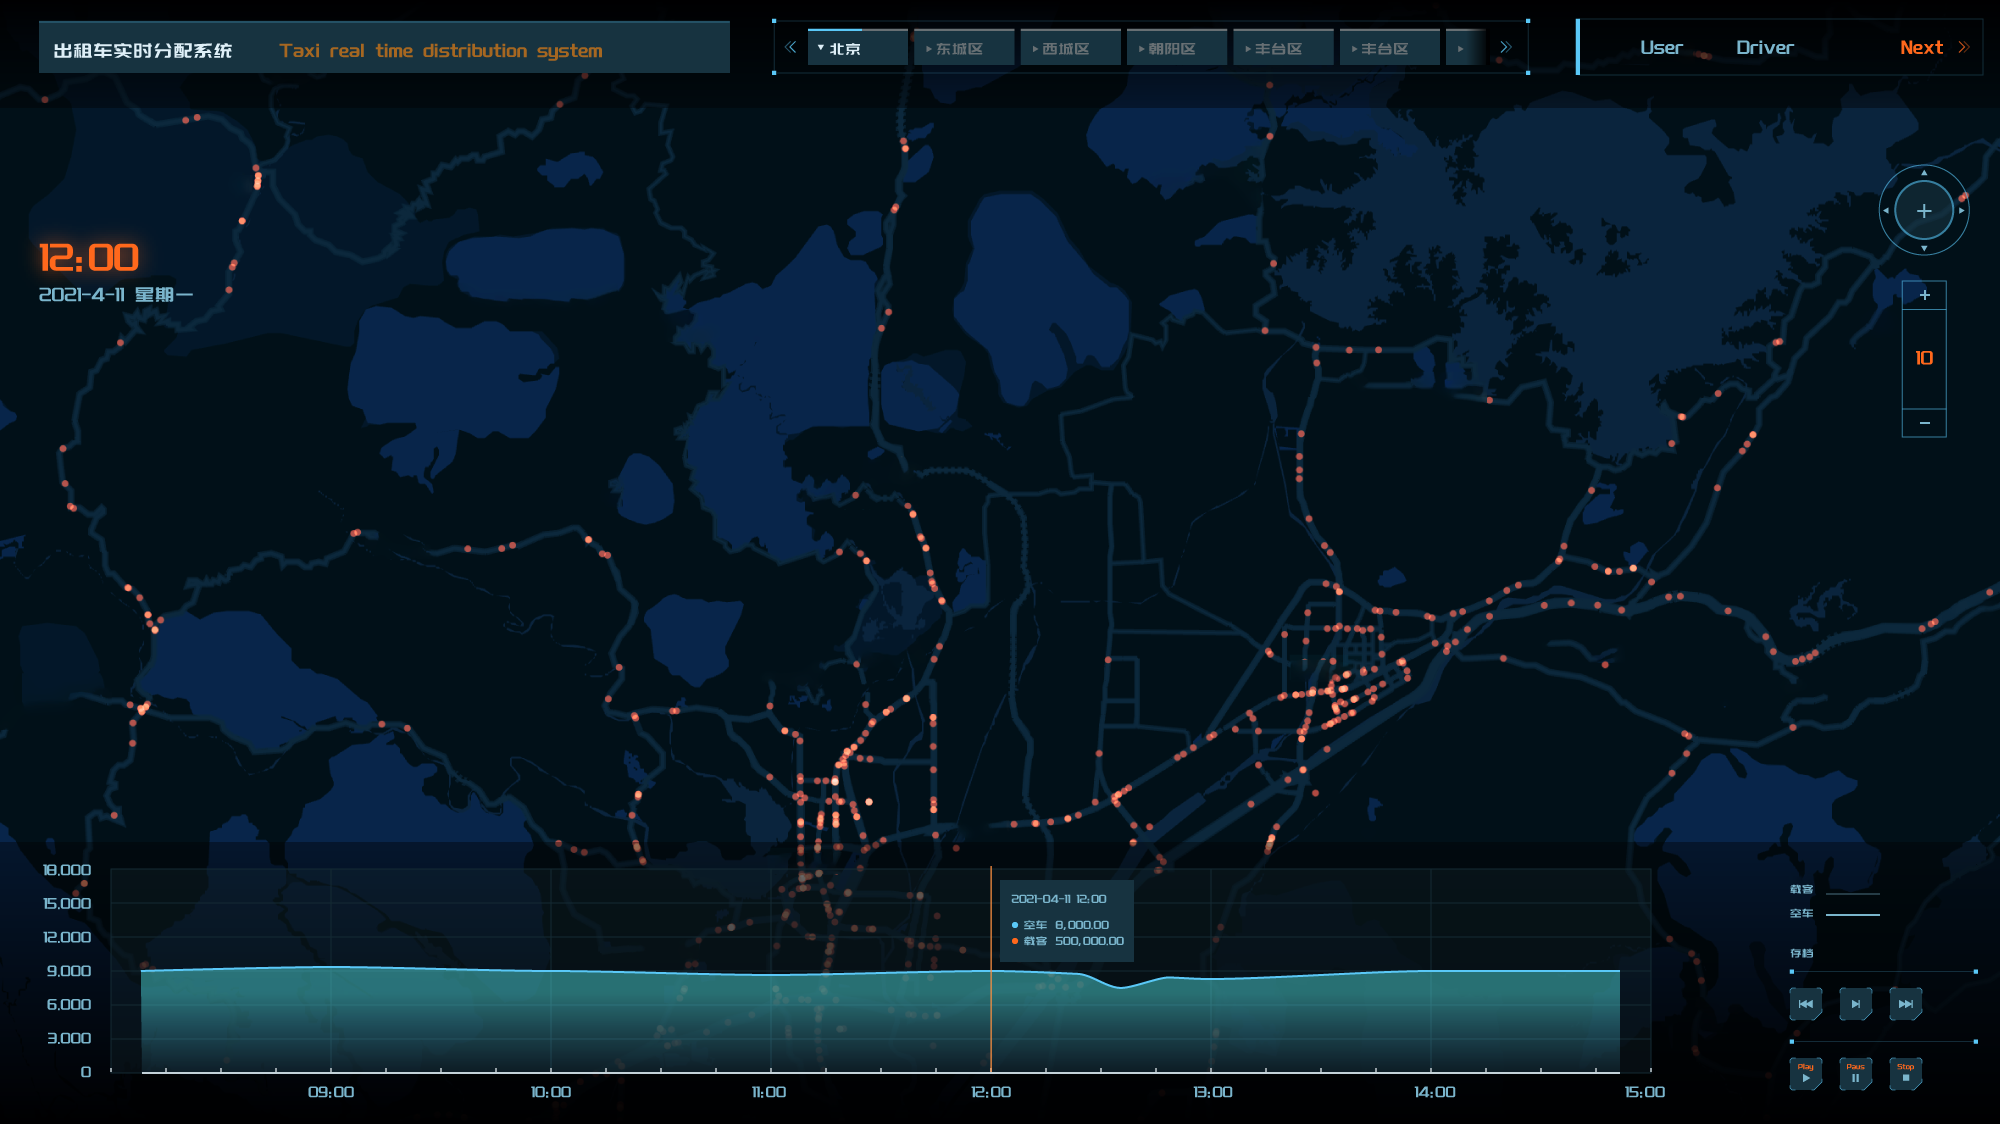 出租车实时分配系统 Taxi real time distribution system
北京 东城区 西城区 朝阳区 丰台区 丰台区
User Driver Next
12:00
2021-4-11 星期一
+
+
10
−
18,000
15,000
12,000
9,000
6,000
3,000
0
09:00 10:00 11:00 12:00 13:00 14:00 15:00
2021-04-11 12:00
空车 8,000.00
载客 500,000.00
载客
空车
存档
Play Paus Stop